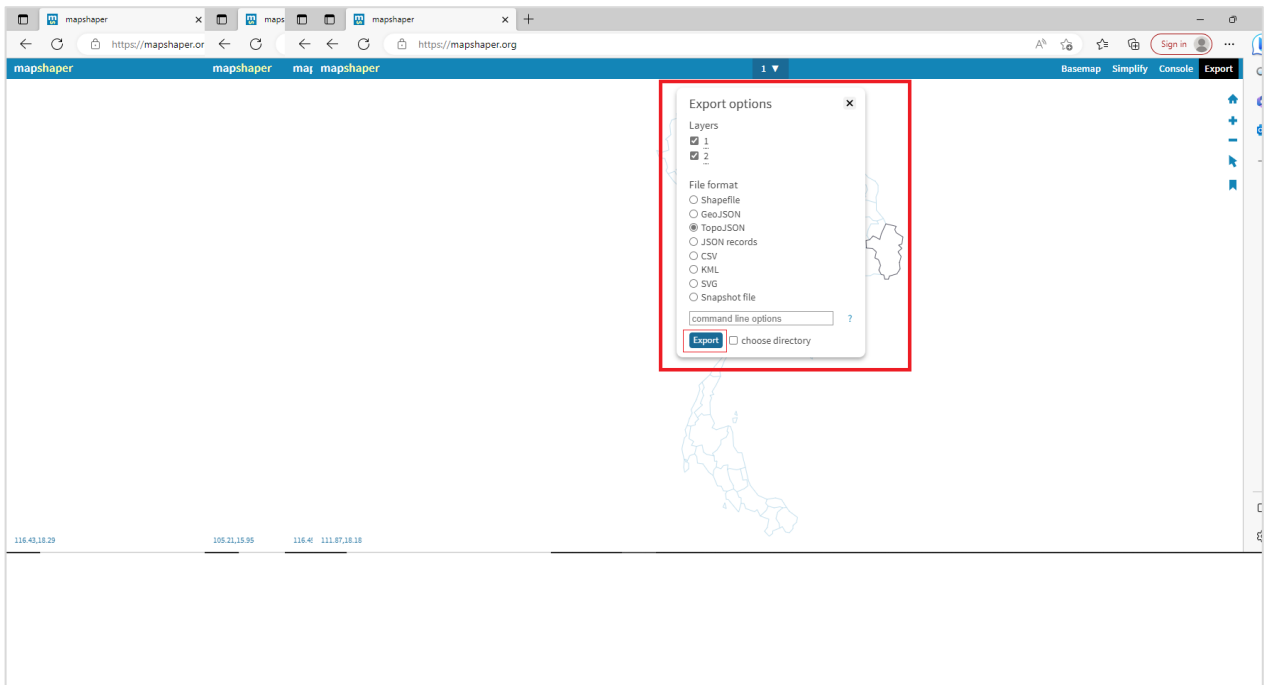 mapshaper
maps
mapshaper
https://mapshaper.or
https://mapshaper.org
Sign in
mapshaper
mapshaper
map
mapshaper
1 ▼
Basemap Simplify Console Export
Export options
Layers
1
2
File format
Shapefile
GeoJSON
TopoJSON
JSON records
CSV
KML
SVG
Snapshot file
command line options ?
Export choose directory
116.43,18.29
105.21,15.95
111.87,18.18